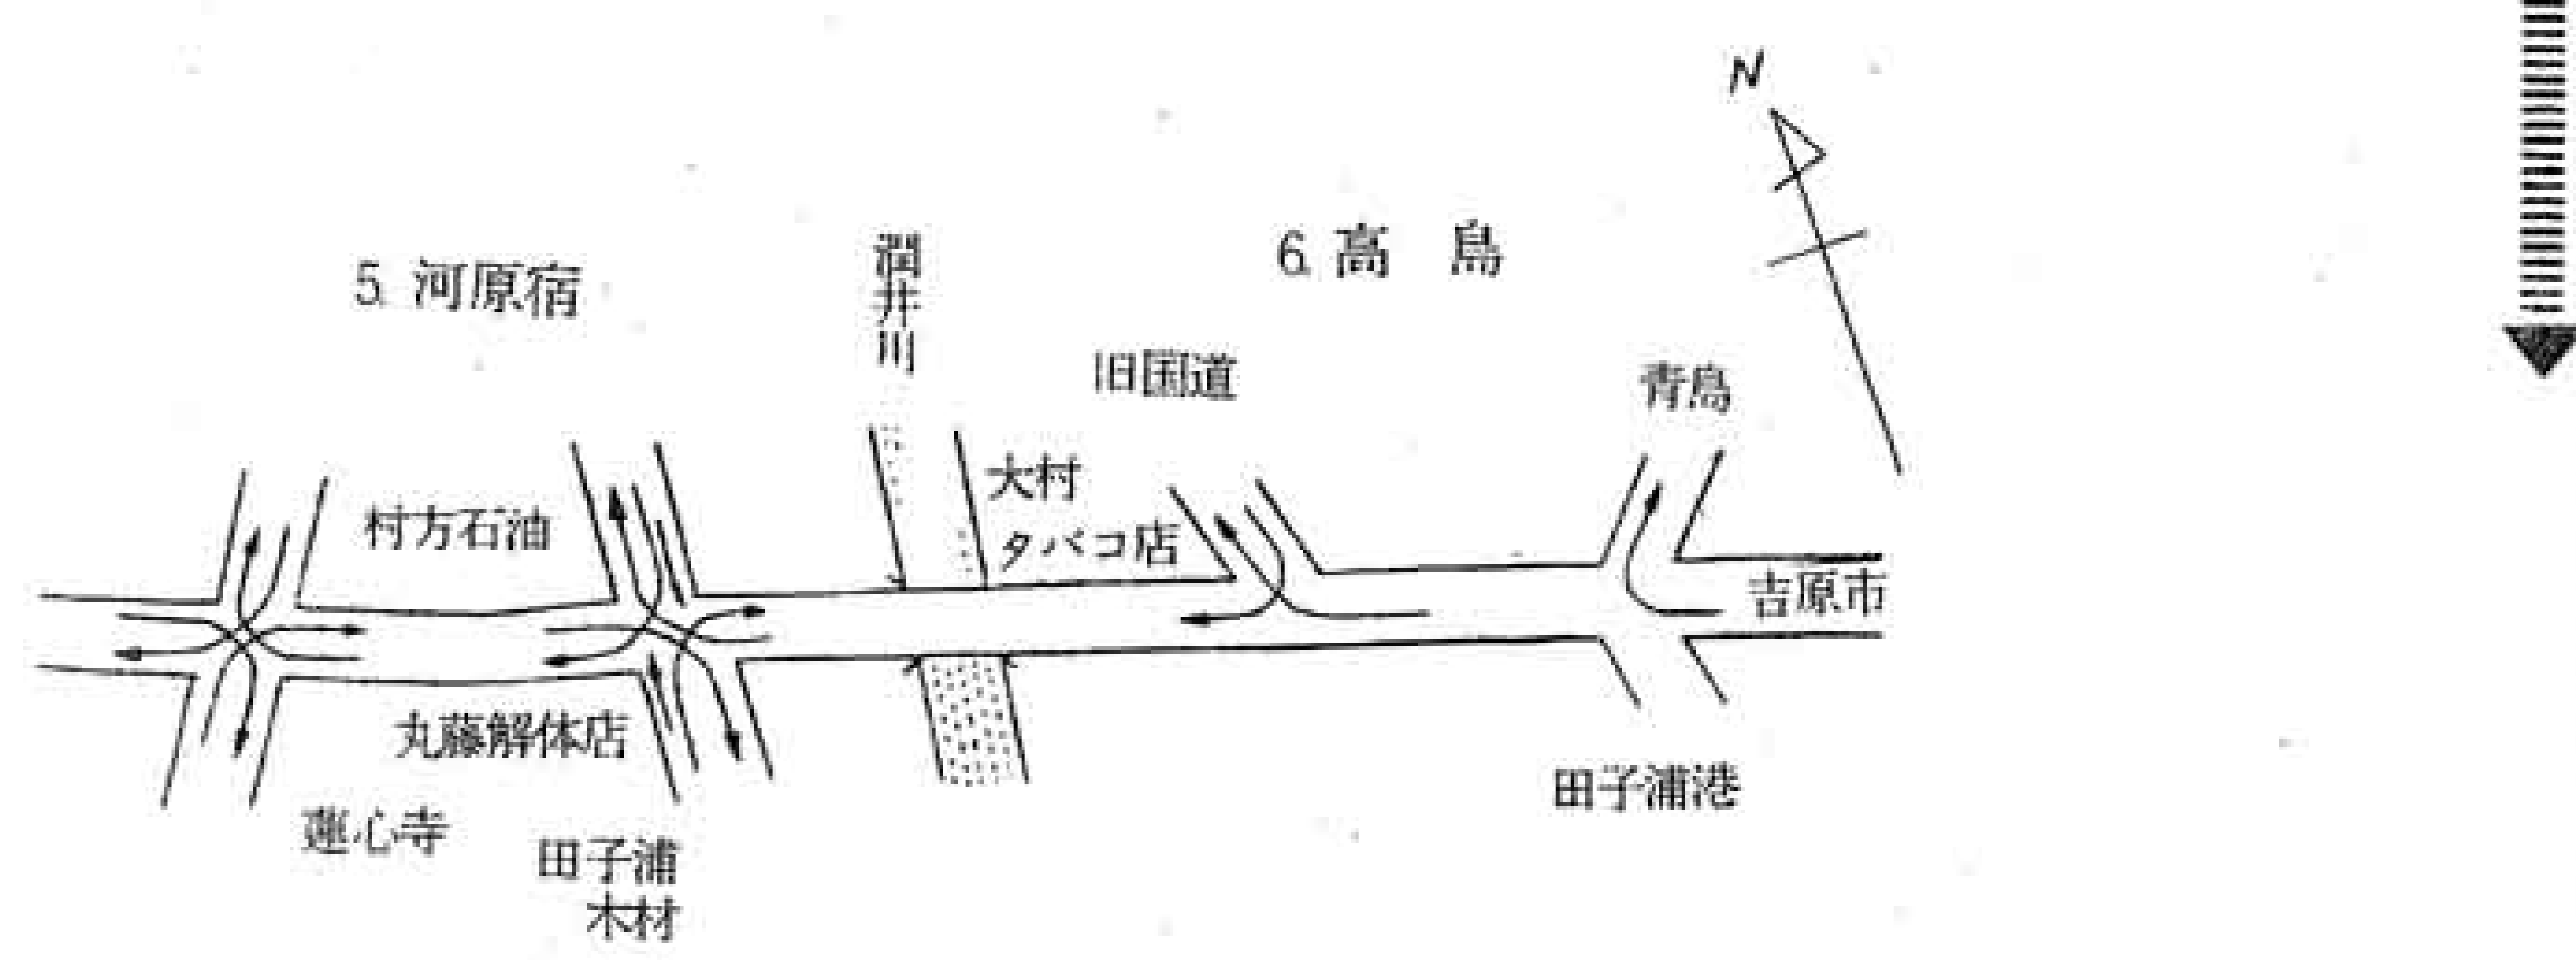 N
5. 河原宿
潤井川
6. 高島
旧国道
青島
大村
タバコ店
村方石油
吉原市
丸藤解体店
蓮心寺
田子浦
木材
田子浦港